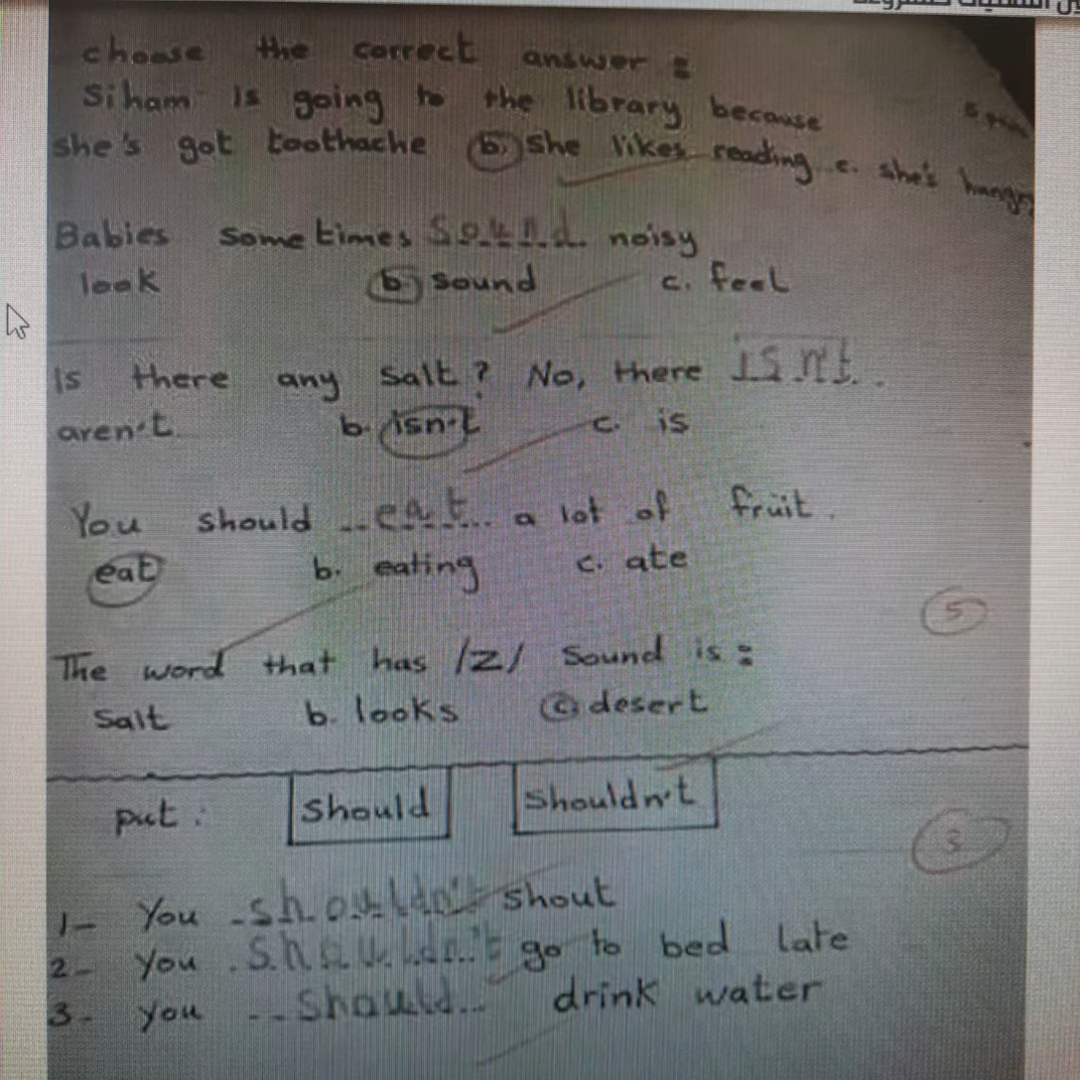 choose the correct answer :
Siham is going to the library because
she's got toothache b. she likes reading c. she's hangry
Babies sometimes sound noisy
look b. sound c. feel
Is there any salt? No, there isn't
aren't b. isn't c. is
You should eat a lot of fruit.
eat b. eating c. ate
5
The word that has /z/ Sound is :
Salt b. looks c. desert
put : should shouldn't
3
1- You shouldn't shout
2- You shouldn't go to bed late
3- you should drink water